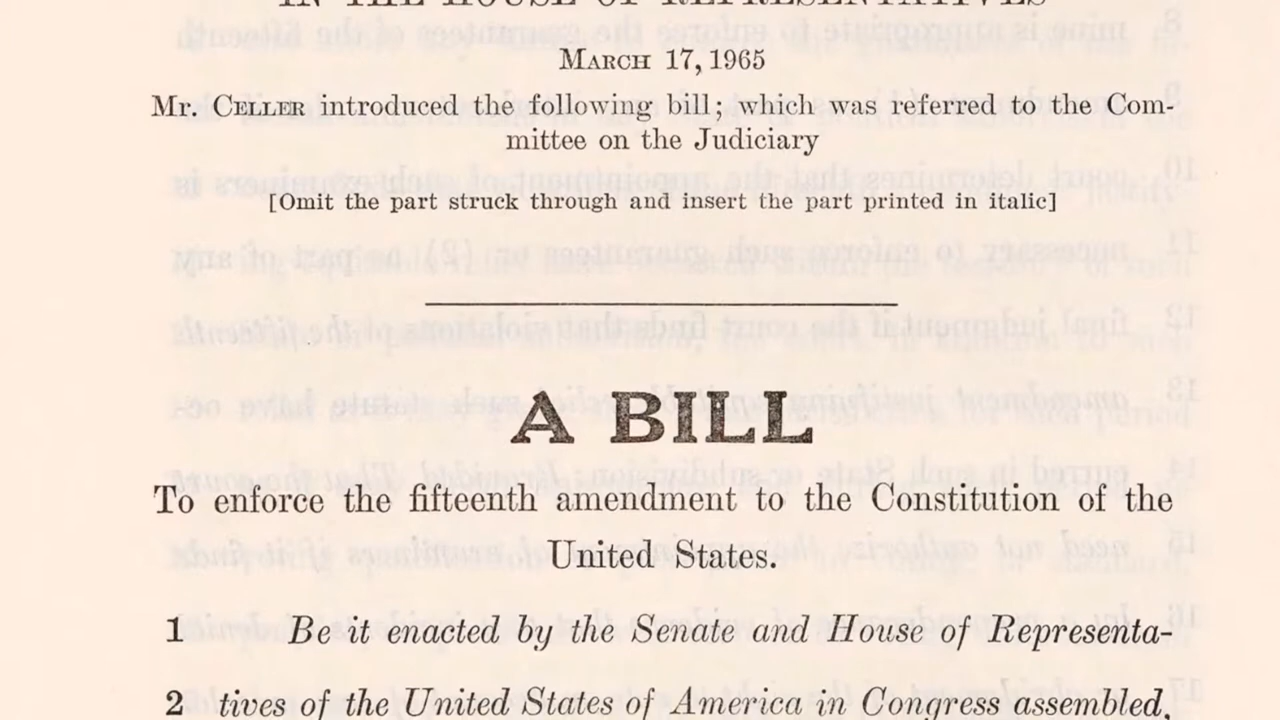 IN THE HOUSE OF REPRESENTATIVES
MARCH 17, 1965
Mr. CELLER introduced the following bill; which was referred to the Com-
mittee on the Judiciary
[Omit the part struck through and insert the part printed in italic]
A BILL
To enforce the fifteenth amendment to the Constitution of the
United States.
1 Be it enacted by the Senate and House of Representa-
2 tives of the United States of America in Congress assembled,